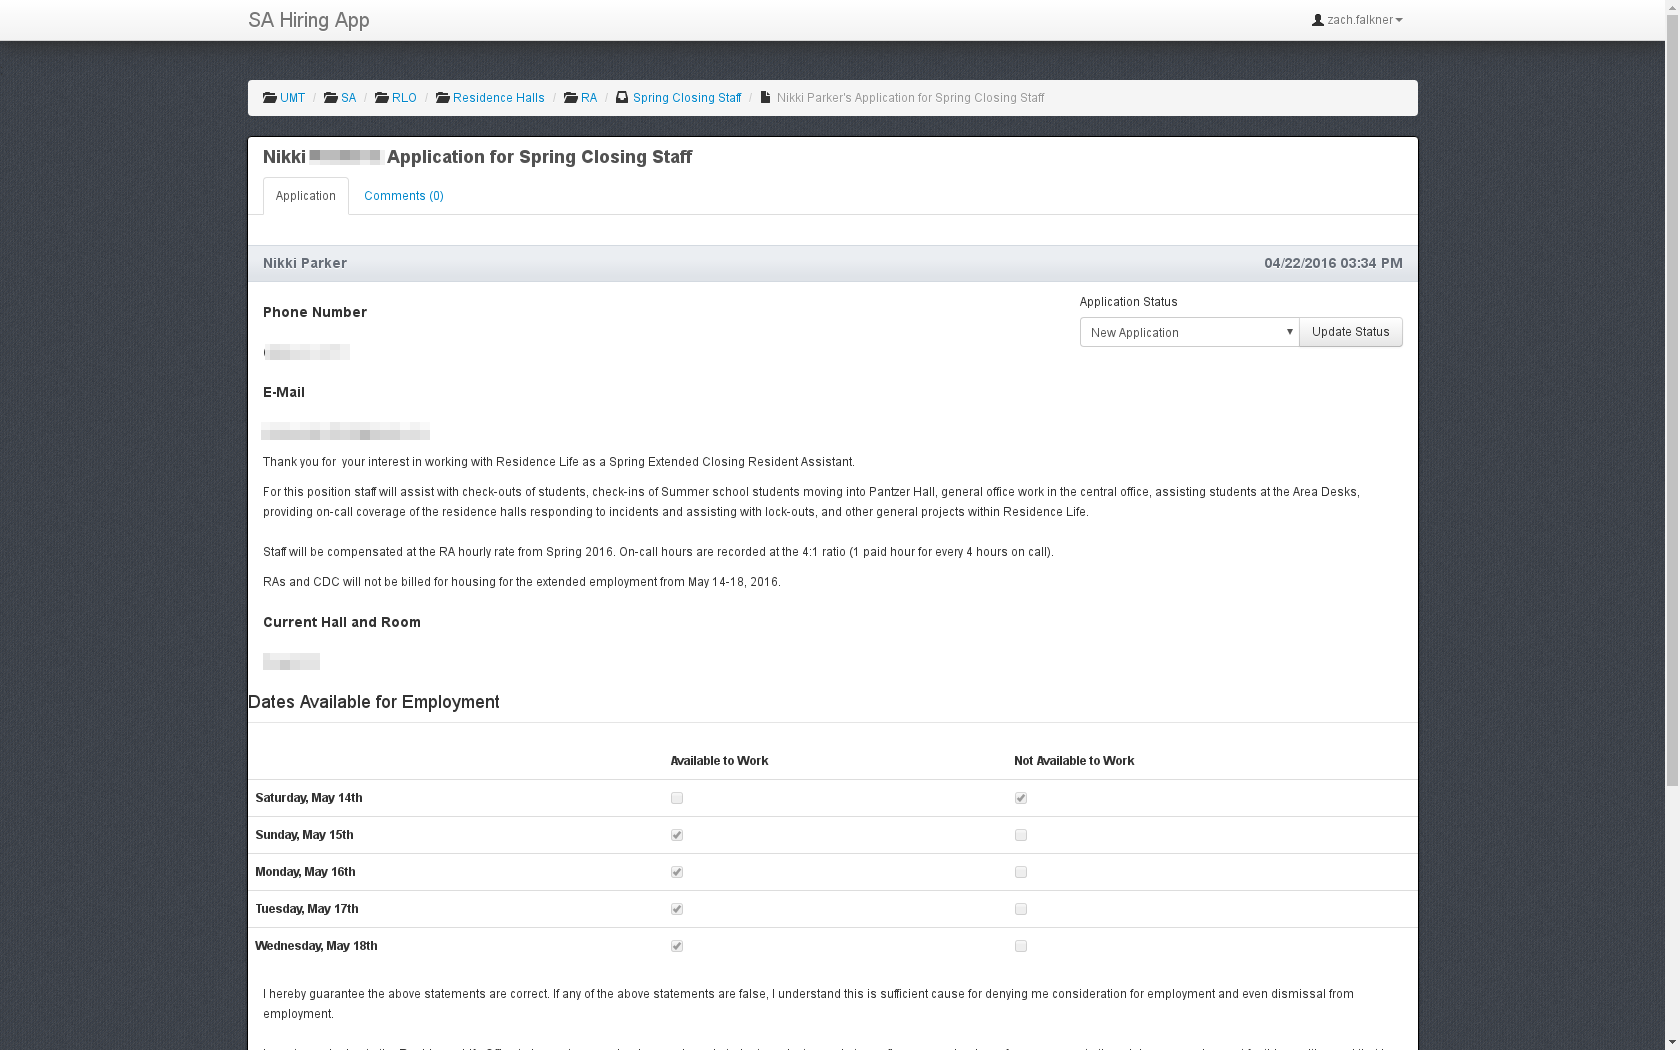 SA Hiring App
zach.falkner
UMT / SA / RLO / Residence Halls / RA / Spring Closing Staff / Nikki Parker's Application for Spring Closing Staff
Nikki Application for Spring Closing Staff
Application Comments (0)
Nikki Parker 04/22/2016 03:34 PM
Application Status
Phone Number
New Application Update Status
E-Mail
Thank you for  your interest in working with Residence Life as a Spring Extended Closing Resident Assistant.
For this position staff will assist with check-outs of students, check-ins of Summer school students moving into Pantzer Hall, general office work in the central office, assisting students at the Area Desks,
providing on-call coverage of the residence halls responding to incidents and assisting with lock-outs, and other general projects within Residence Life.
Staff will be compensated at the RA hourly rate from Spring 2016. On-call hours are recorded at the 4:1 ratio (1 paid hour for every 4 hours on call).
RAs and CDC will not be billed for housing for the extended employment from May 14-18, 2016.
Current Hall and Room
Dates Available for Employment
Available to Work Not Available to Work
Saturday, May 14th
Sunday, May 15th
Monday, May 16th
Tuesday, May 17th
Wednesday, May 18th
I hereby guarantee the above statements are correct. If any of the above statements are false, I understand this is sufficient cause for denying me consideration for employment and even dismissal from
employment.